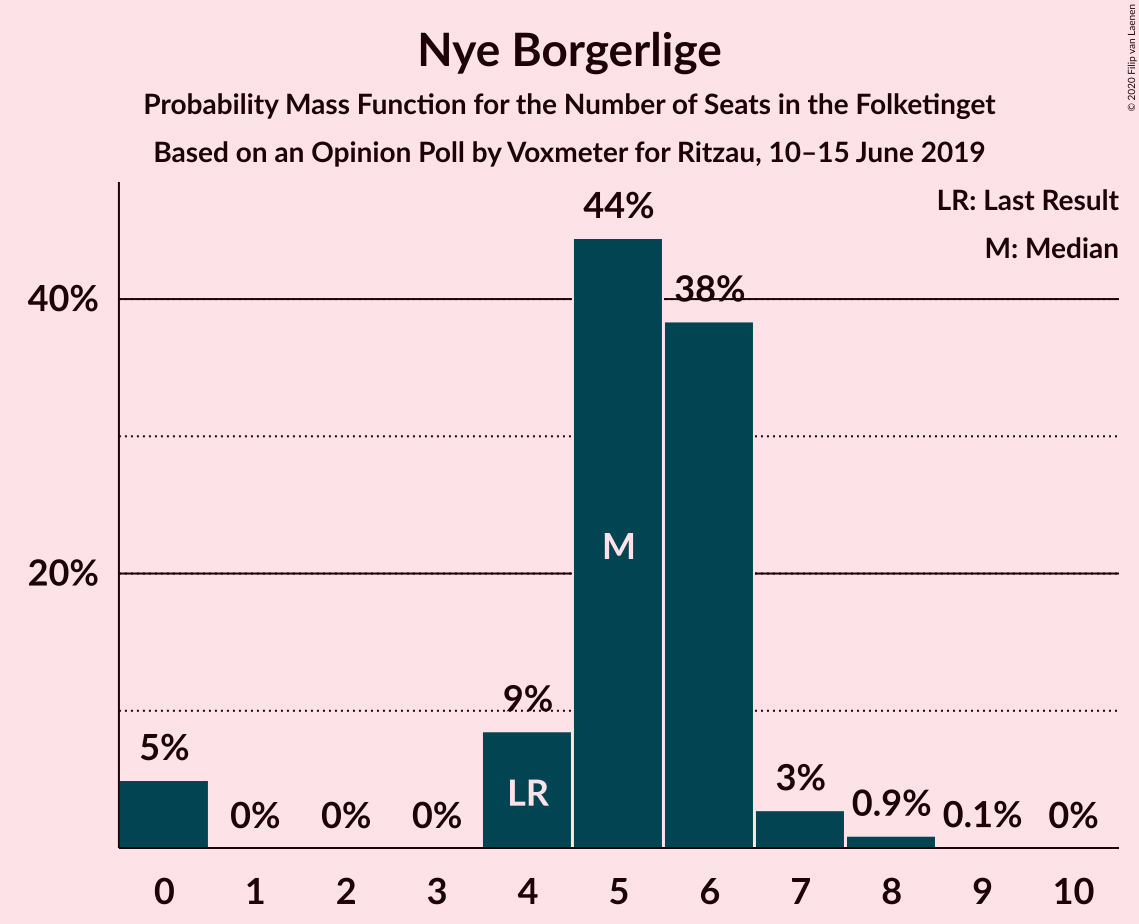 Nye Borgerlige
Probability Mass Function for the Number of Seats in the Folketinget
Based on an Opinion Poll by Voxmeter for Ritzau, 10–15 June 2019
© 2020 Filip van Laenen
LR: Last Result
M: Median
44%
38%
40%
M
20%
9%
5%
LR
3%
0%
0%
0%
0.9%
0.1%
0%
0 1 2 3 4 5 6 7 8 9 10